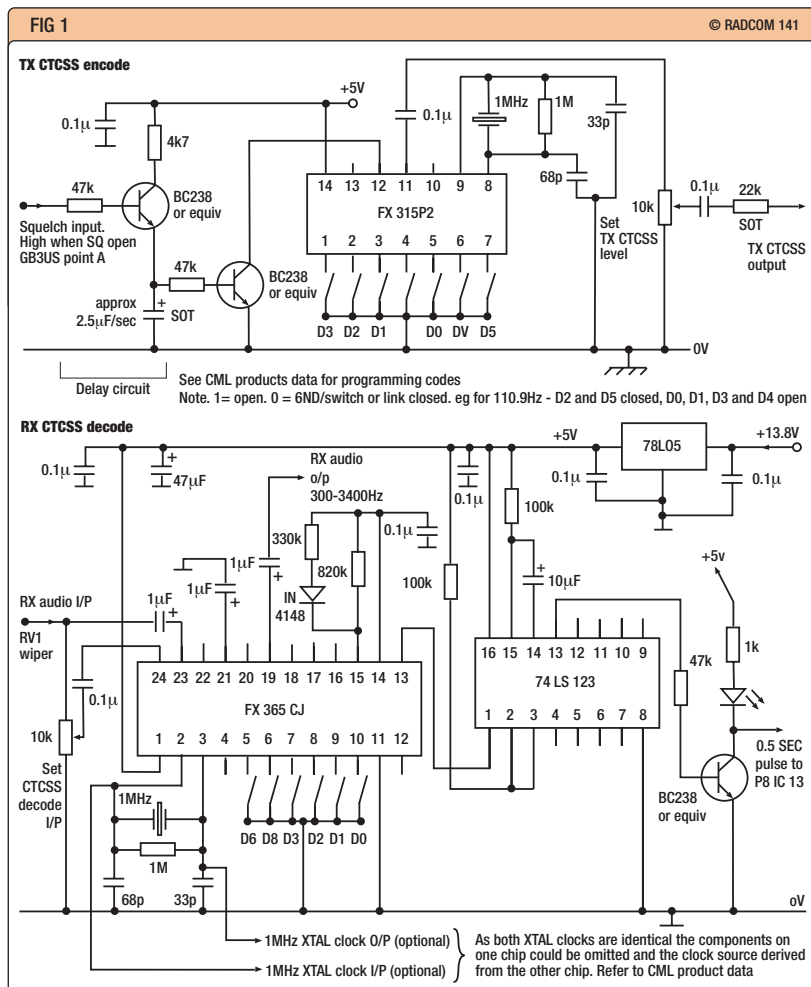 FIG 1
© RADCOM 141
TX CTCSS encode
+5V
0.1µ
4k7
47k
BC238
or equiv
Squelch input.
High when SQ open
GB3US point A
47k
BC238
or equiv
approx
2.5µF/sec
SOT
0.1µ
1MHz
1M
33p
68p
14 13 12 11 10 9 8
FX 315P2
1 2 3 4 5 6 7
D3 D2 D1 D0 DV D5
Set
TX CTCSS
level
10k
0.1µ
22k
SOT
TX CTCSS
output
0V
Delay circuit
See CML products data for programming codes
Note. 1= open. 0 = 6ND/switch or link closed. eg for 110.9Hz - D2 and D5 closed, D0, D1, D3 and D4 open
RX CTCSS decode
+5V
78L05
+13.8V
0.1µ
47µF
RX audio
o/p
300-3400Hz
0.1µ
0.1µ
0.1µ
330k
820k
0.1µ
IN
4148
100k
100k
10µF
+5v
1µF
1µF
1µF
RX audio I/P
RV1
wiper
0.1µ
24 23 22 21 20 19 18 17 16 15 14 13
FX 365 CJ
1 2 3 4 5 6 7 8 9 10 11 12
16 15 14 13 12 11 10 9
74 LS 123
1 2 3 4 5 6 7 8
47k
1k
10k
Set
CTCSS
decode
I/P
1MHz
1M
68p
33p
D6 D8 D3 D2 D1 D0
BC238
or equiv
0.5 SEC
pulse to
P8 IC 13
oV
1MHz XTAL clock O/P (optional)
1MHz XTAL clock I/P (optional)
As both XTAL clocks are identical the components on
one chip could be omitted and the clock source derived
from the other chip. Refer to CML product data